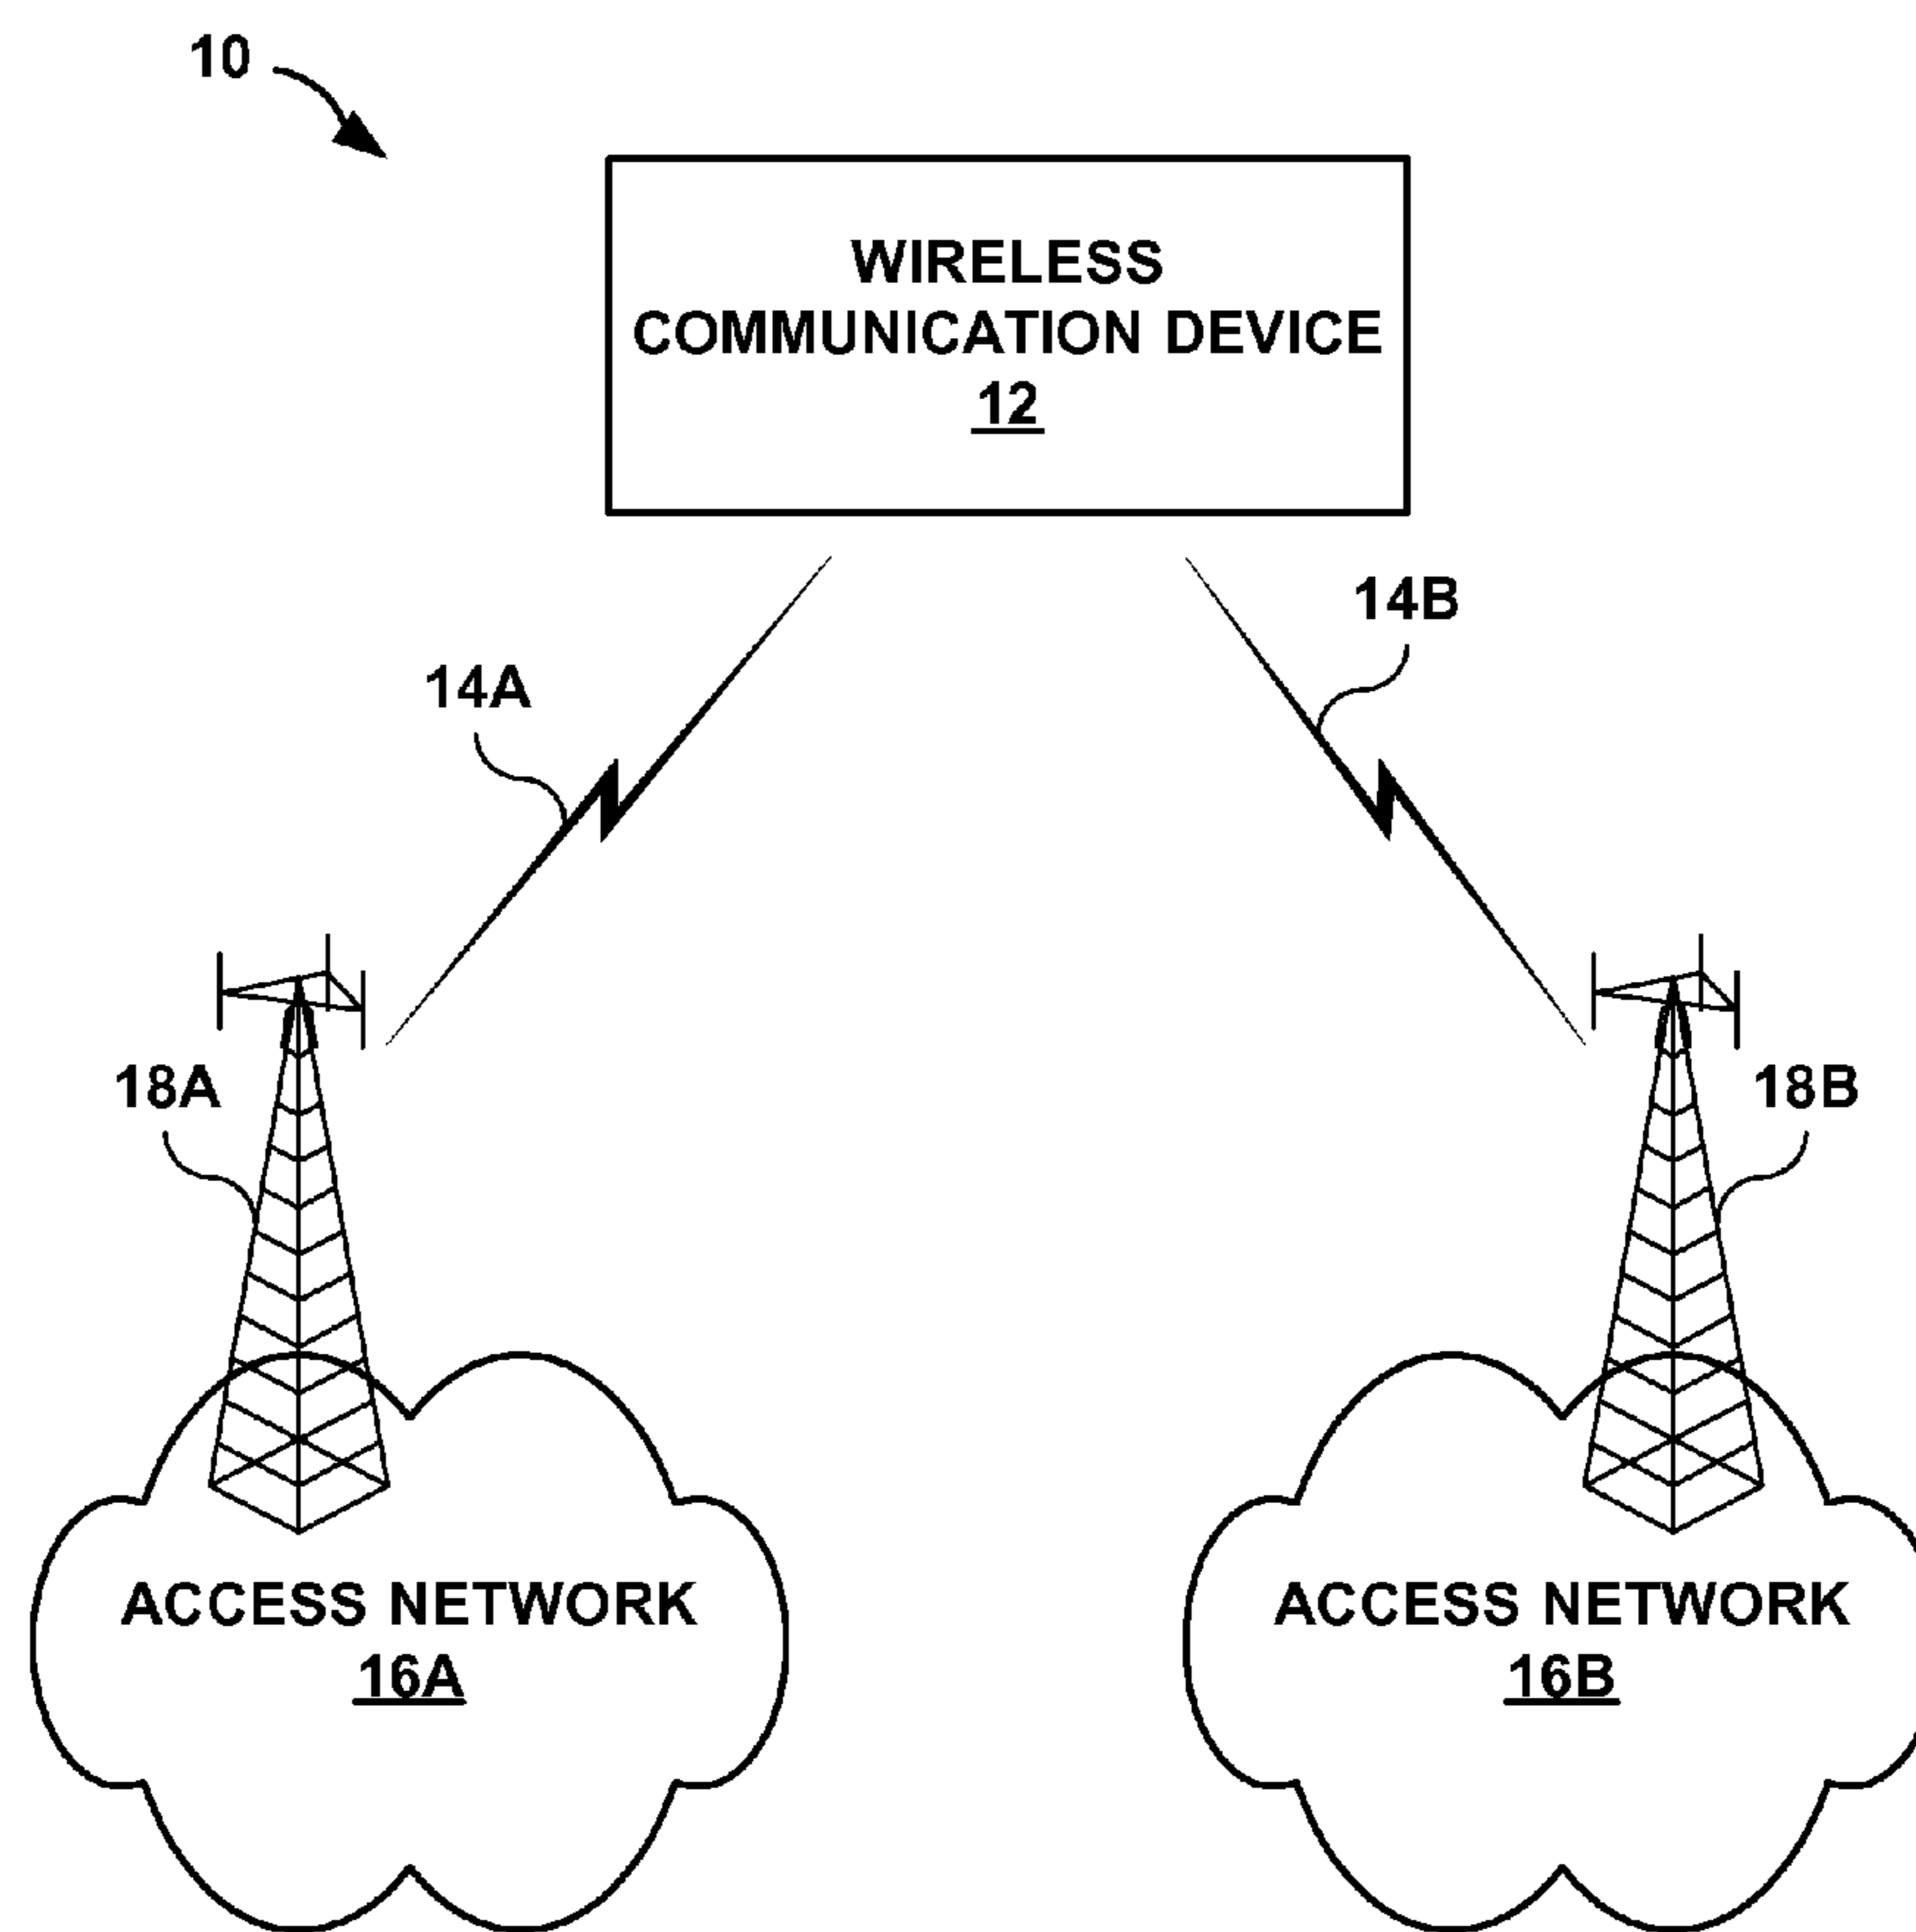 10
WIRELESS
COMMUNICATION DEVICE
12
14B
14A
18A
18B
ACCESS NETWORK
16A
ACCESS NETWORK
16B